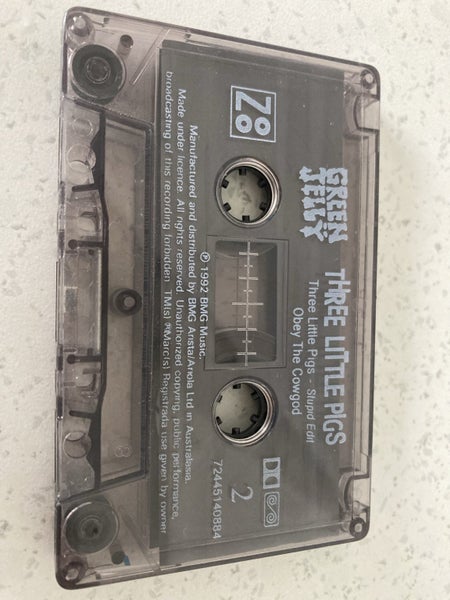 GREEN
JELLY
THREE LITTLE PIGS
Three Little Pigs - Stupid Edit
Obey The Cowgod
ZOO
2
72445140884
℗ 1992 BMG Music.
Manufactured and distributed by BMG Arista/Ariola Ltd in Australasia.
Made under licence. All rights reserved. Unauthorized copying, public performance,
broadcasting of this recording forbidden. TM(s) ®Marc(s) Registrada use given by owner